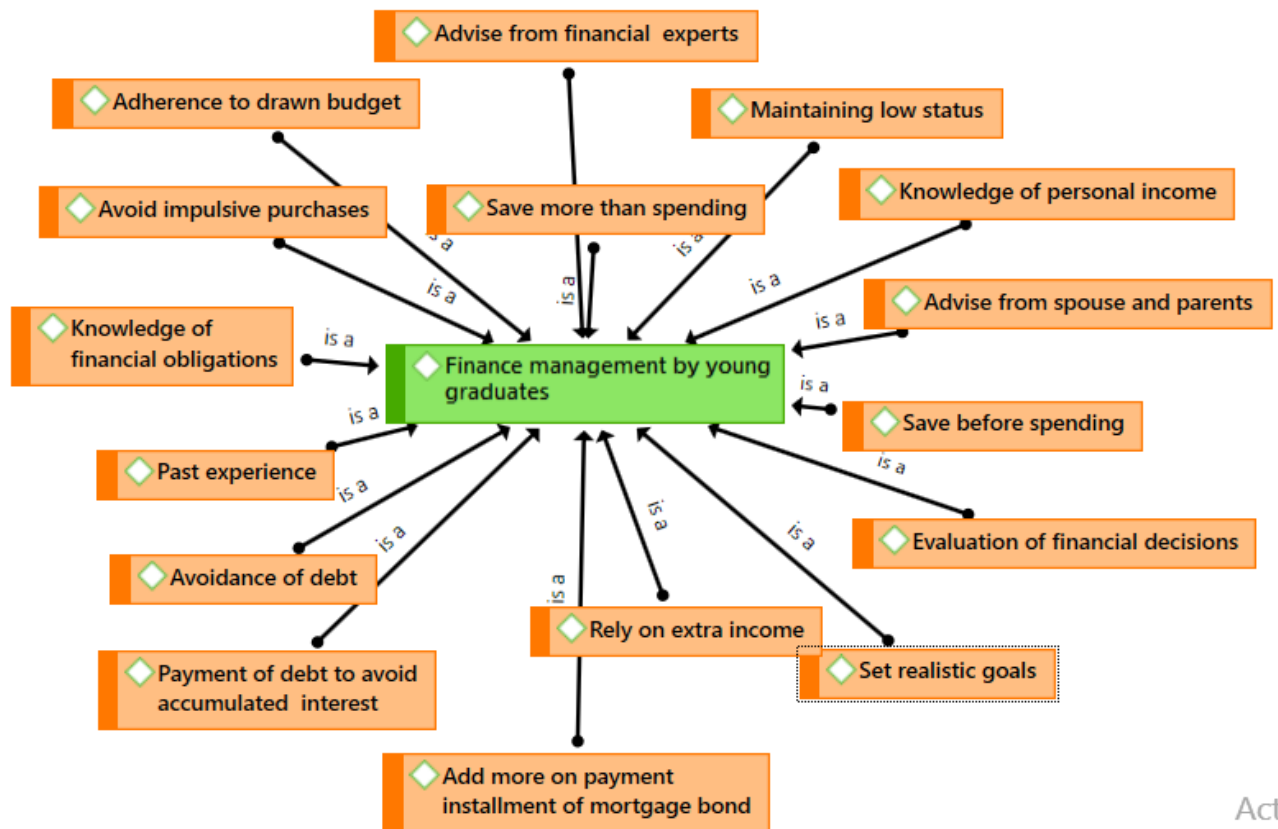 Advise from financial experts
Adherence to drawn budget
Maintaining low status
Avoid impulsive purchases
Save more than spending
Knowledge of personal income
is a
is a
is a
is a
is a
Knowledge of
financial obligations
is a
Advise from spouse and parents
is a
Finance management by young
graduates
is a
Save before spending
is a
Past experience
is a
is a
is a
is a
is a
is a
Evaluation of financial decisions
Avoidance of debt
Rely on extra income
Set realistic goals
Payment of debt to avoid
accumulated interest
Add more on payment
installment of mortgage bond
Act